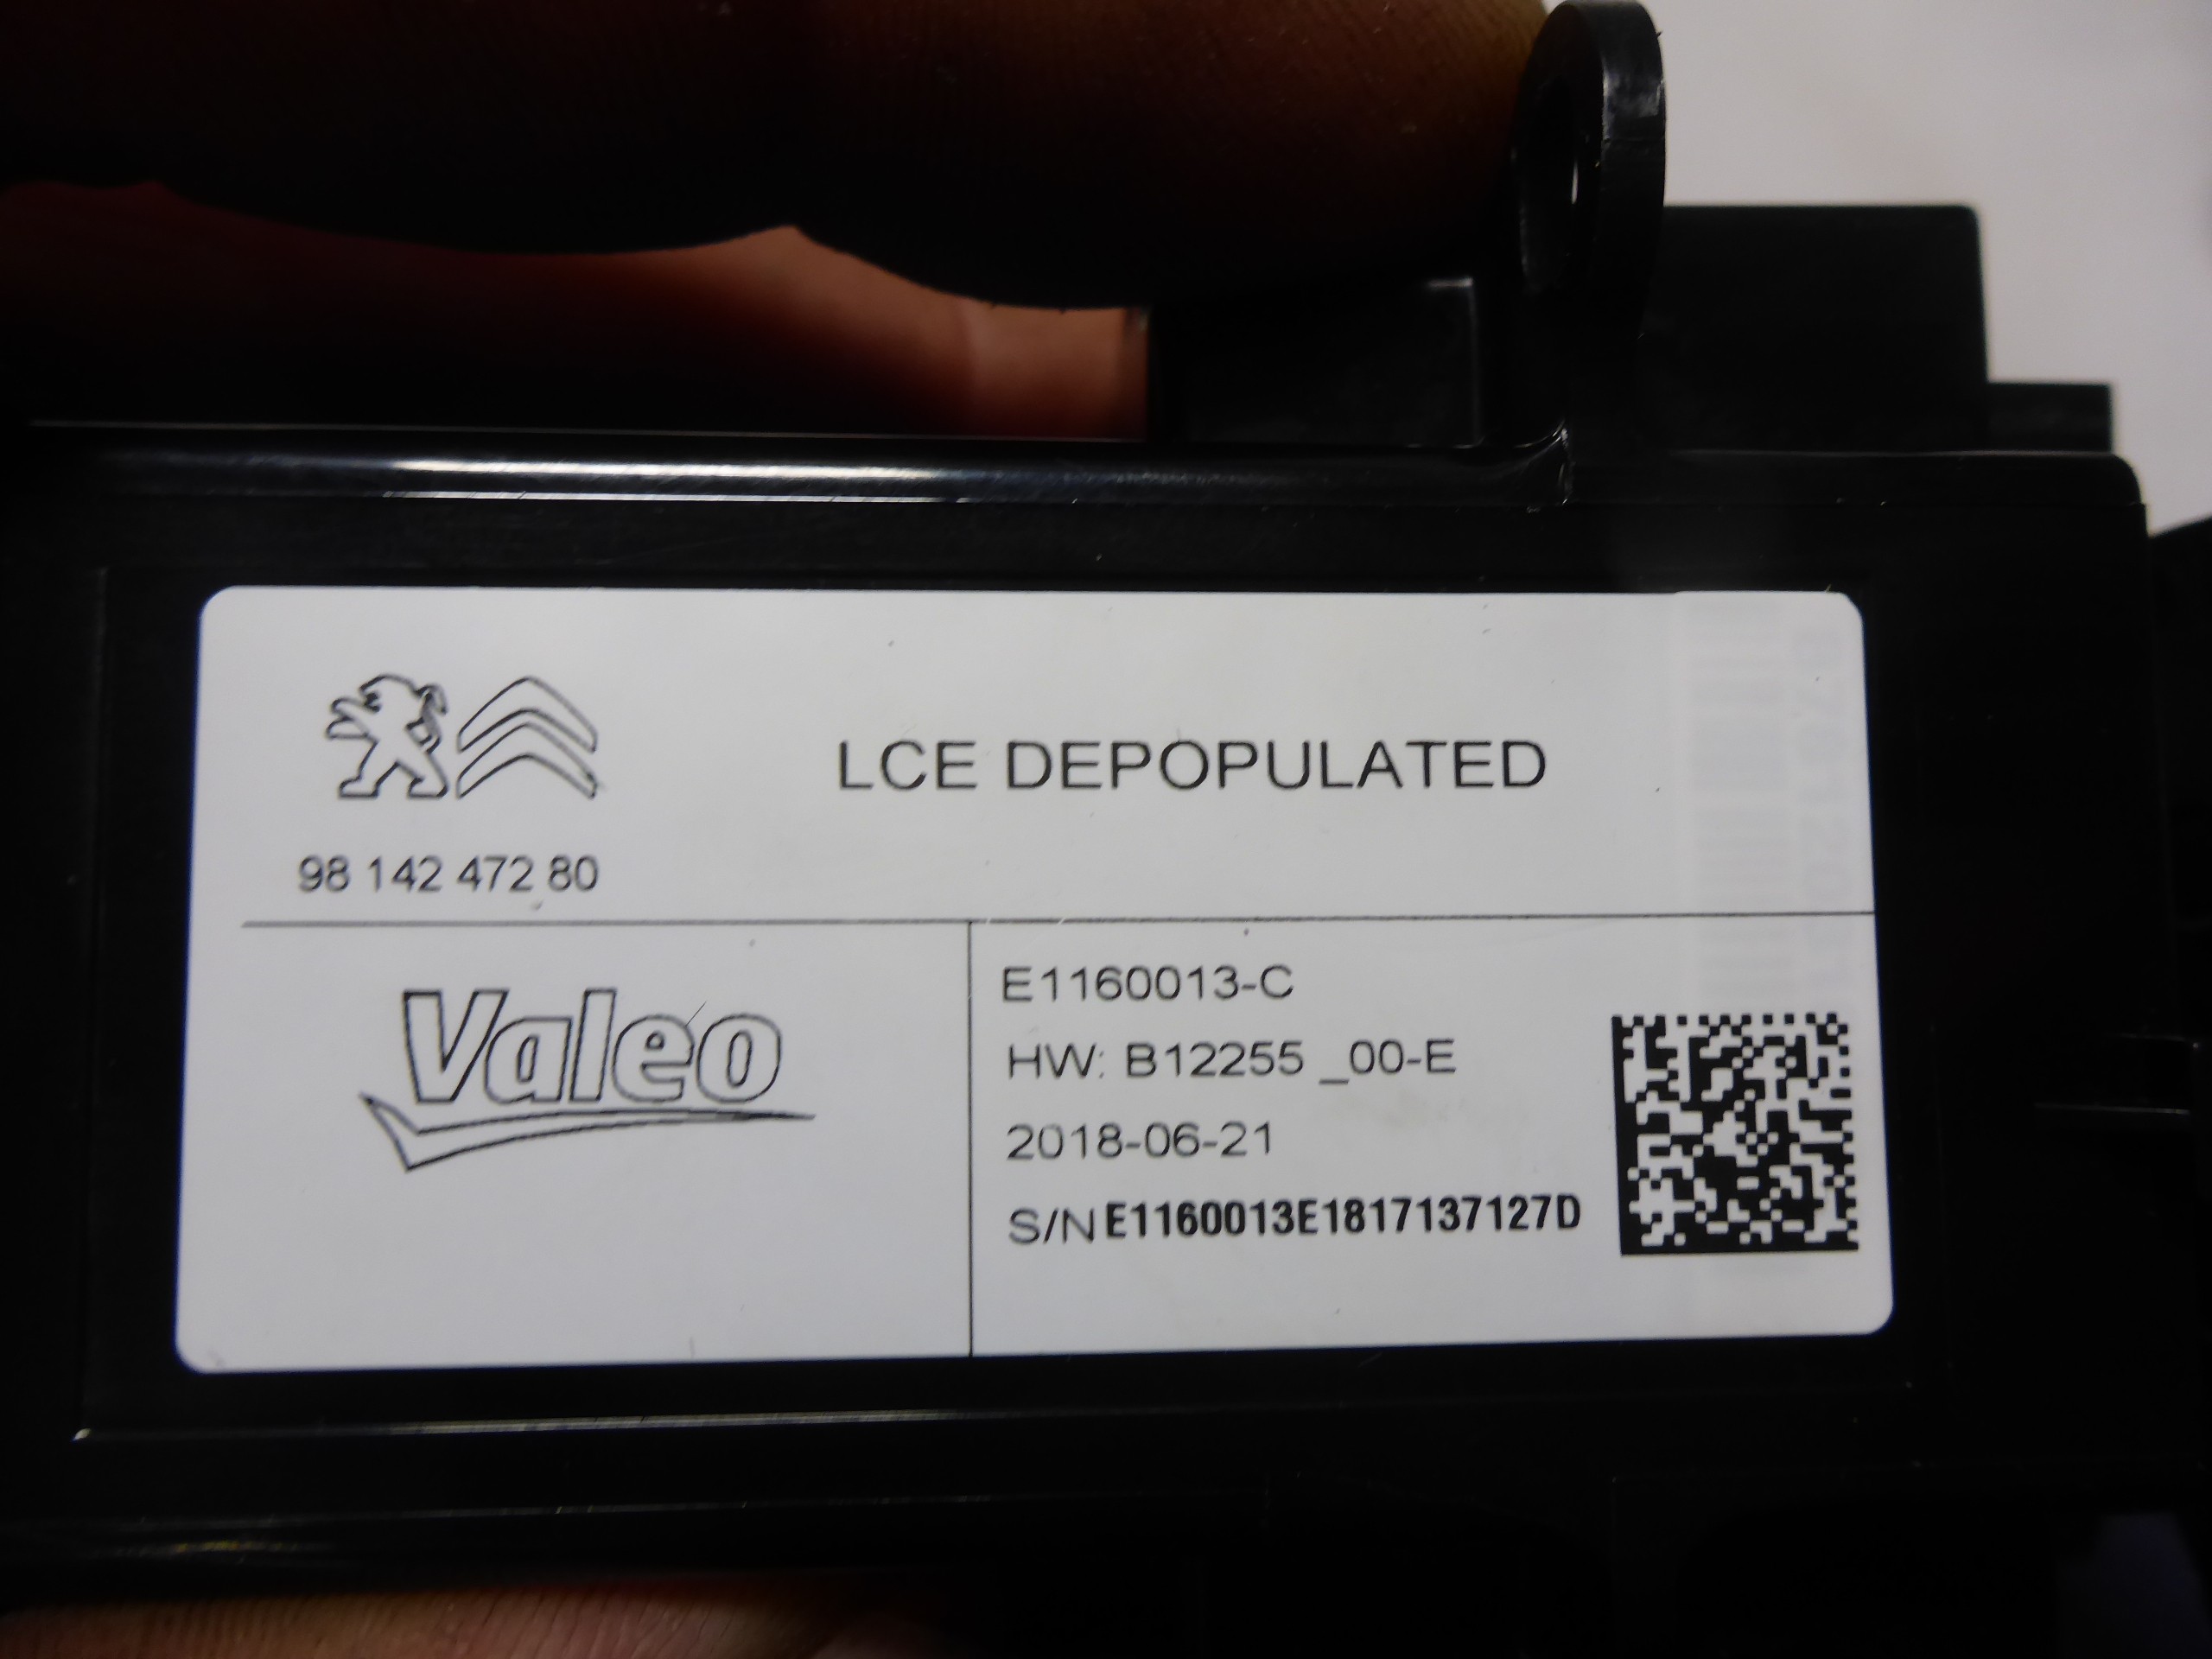 LCE DEPOPULATED
98 142 472 80
Valeo
E1160013-C
HW: B12255 _00-E
2018-06-21
S/N E1160013E1817137127D